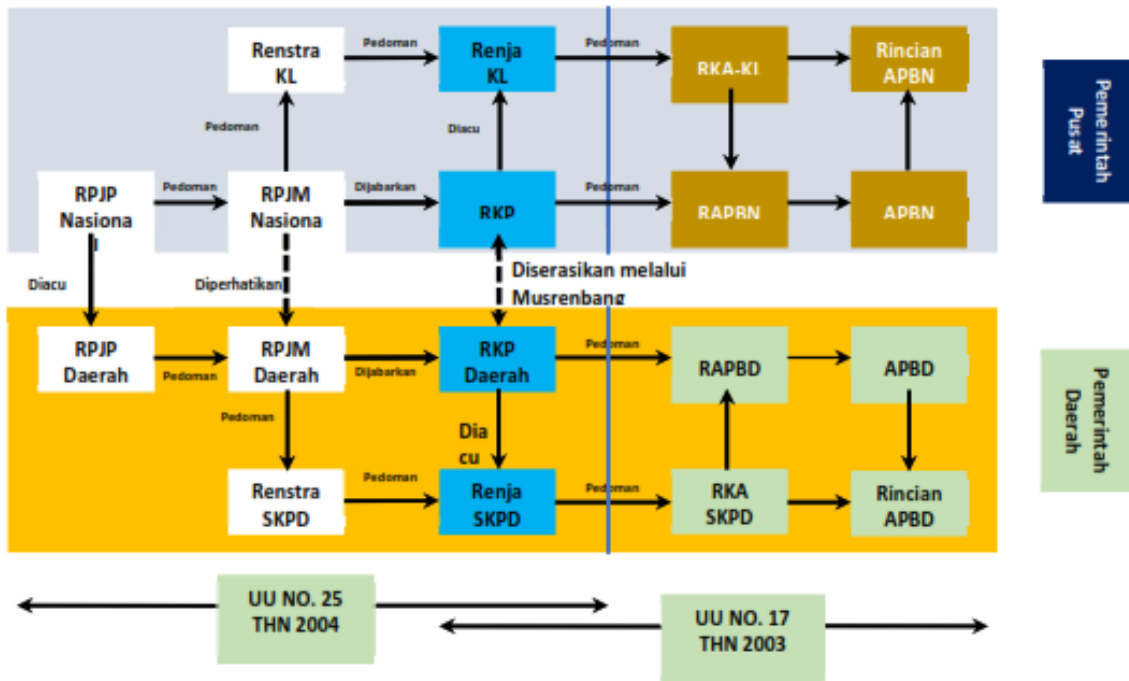 Renstra
KL
Pedoman
Renja
KL
Pedoman
RKA-KL
Rincian
APBN
Pemerintah
Pusat
Pedoman
Diacu
RPJP
Nasiona
l
Pedoman
RPJM
Nasiona
Dijabarkan
RKP
Pedoman
RAPBN
APBN
Diacu
Diperhatikan
Diserasikan melalui
Musrenbang
RPJP
Daerah
Pedoman
RPJM
Daerah
Dijabarkan
RKP
Daerah
Pedoman
RAPBD
APBD
Pemerintah
Daerah
Pedoman
Dia
cu
Renstra
SKPD
Pedoman
Renja
SKPD
Pedoman
RKA
SKPD
Rincian
APBD
UU NO. 25
THN 2004
UU NO. 17
THN 2003